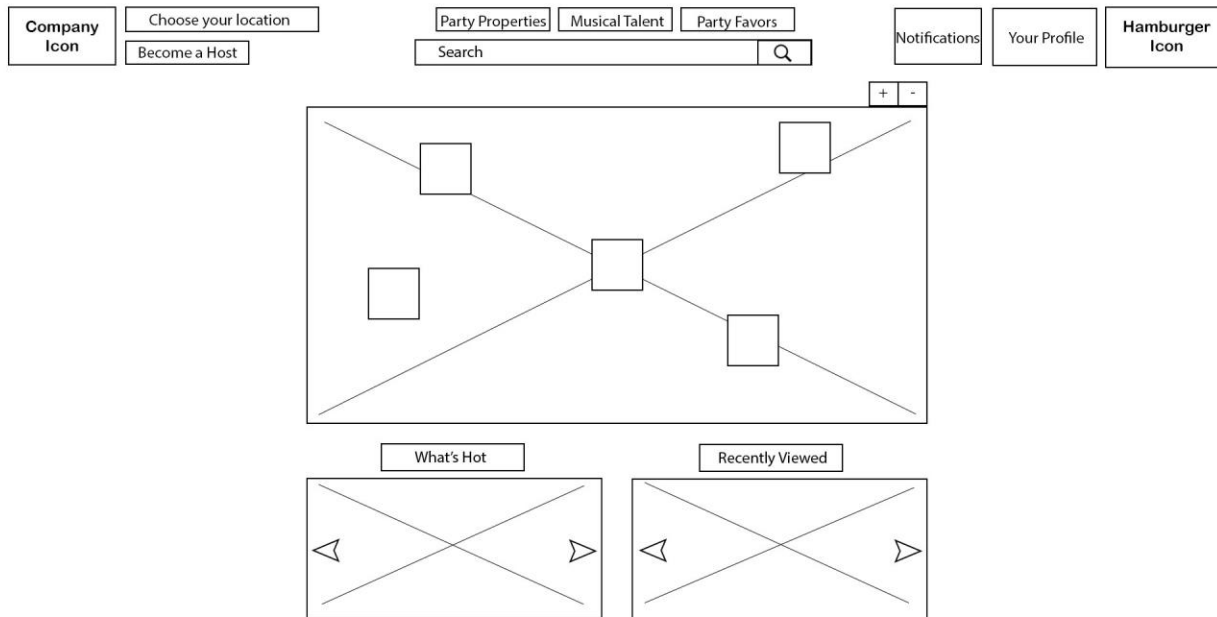 Company
Icon
Choose your location
Become a Host
Party Properties
Musical Talent
Party Favors
Search
Notifications
Your Profile
Hamburger
Icon
+
-
What's Hot
Recently Viewed